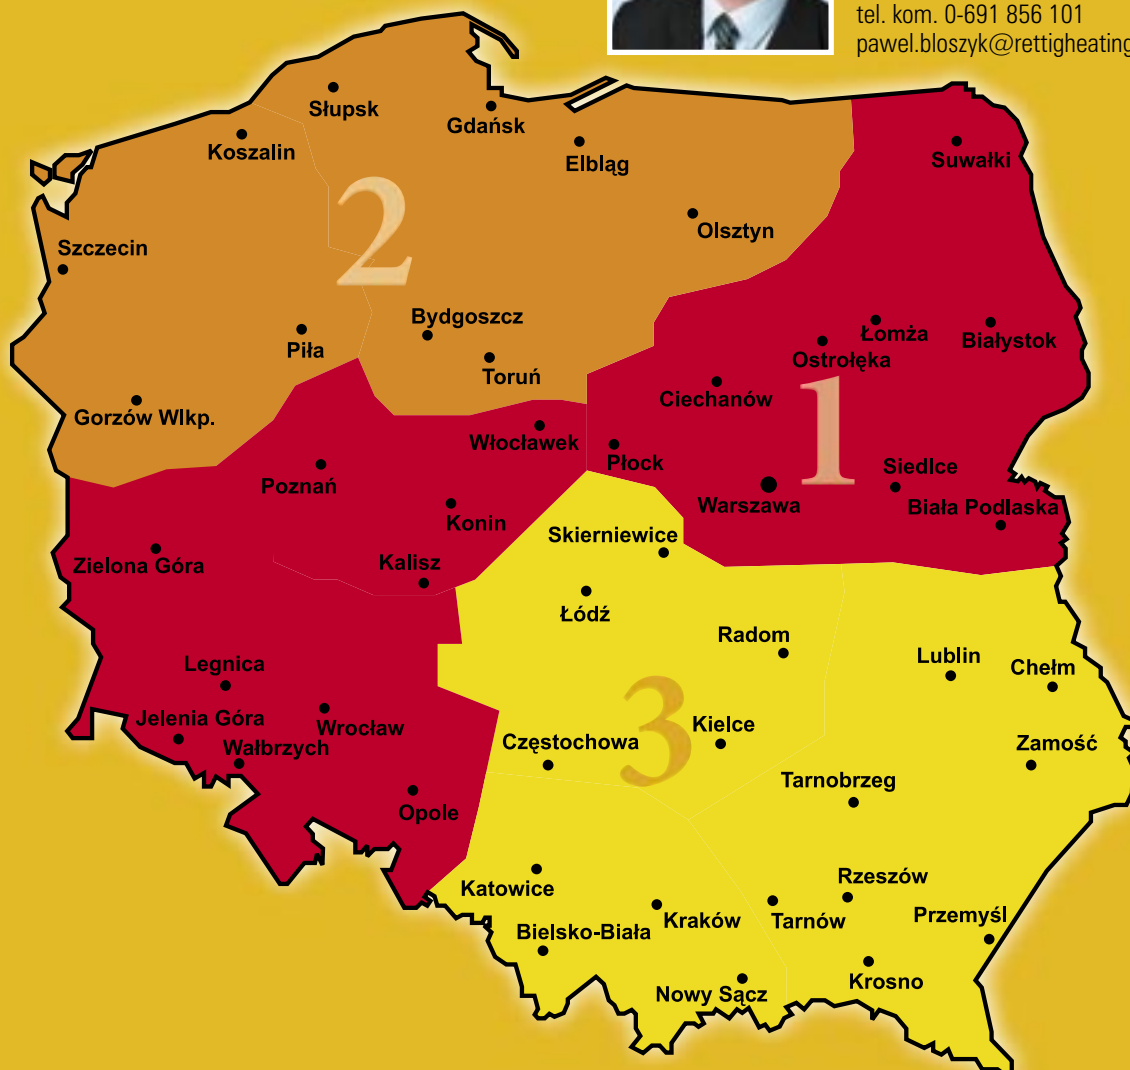 tel. kom. 0-691 856 101
pawel.bloszyk@rettigheating
Słupsk
Gdańsk
Koszalin
Elbląg
Suwałki
2
Olsztyn
Szczecin
Bydgoszcz
Łomża
Białystok
Piła
Ostrołęka
Toruń
Ciechanów
1
Gorzów Wlkp.
Włocławek
Płock
Siedlce
Poznań
Warszawa
Biała Podlaska
Konin
Skierniewice
Zielona Góra
Kalisz
Łódź
Radom
Lublin
Chełm
Legnica
3
Jelenia Góra
Wrocław
Kielce
Wałbrzych
Częstochowa
Zamość
Tarnobrzeg
Opole
Katowice
Rzeszów
Kraków
Tarnów
Przemyśl
Bielsko-Biała
Krosno
Nowy Sącz